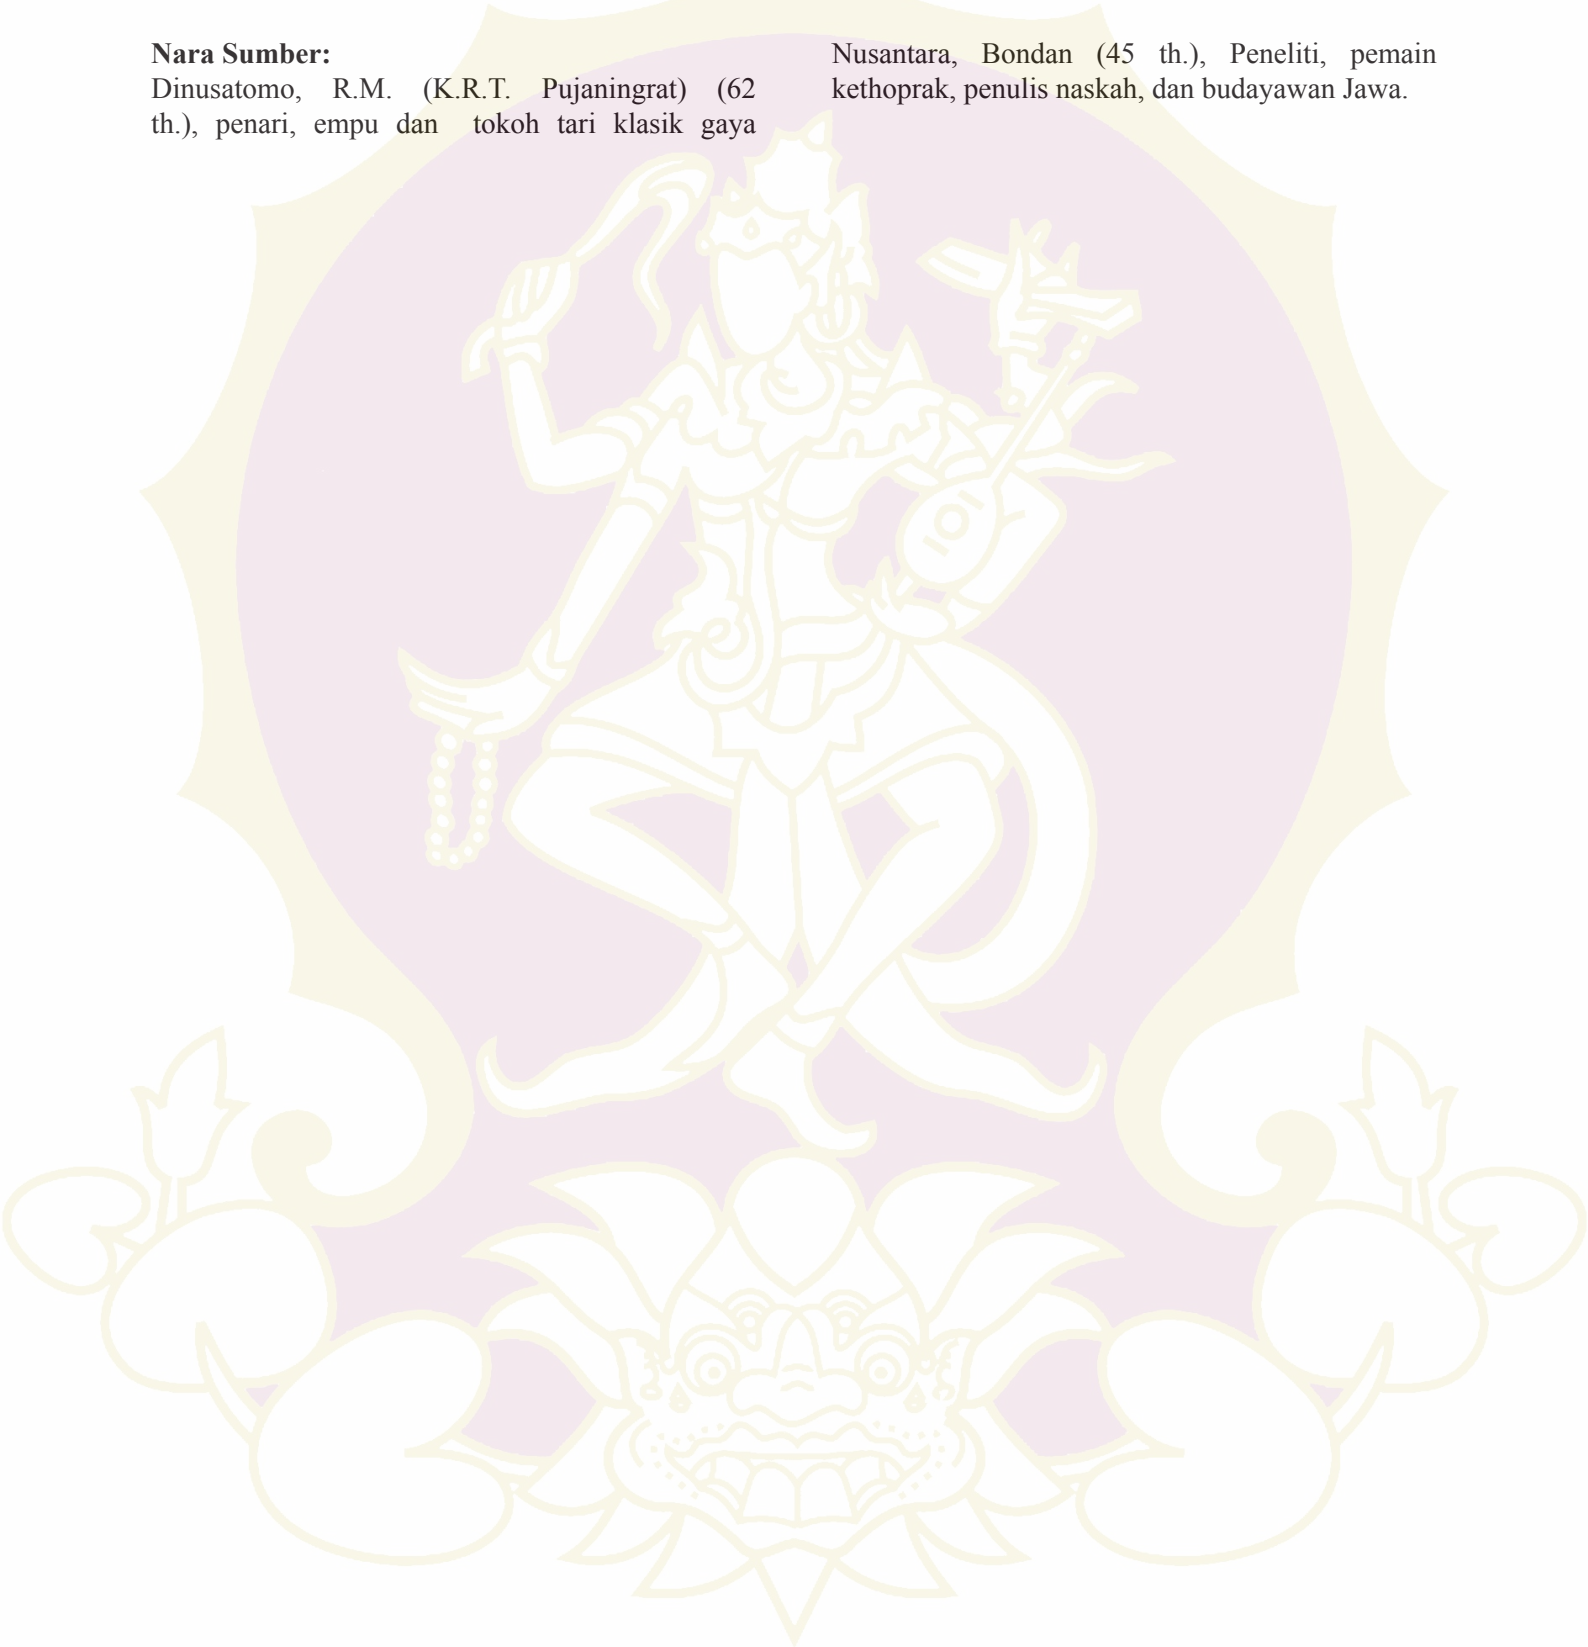 Nara Sumber:
Dinusatomo, R.M. (K.R.T. Pujaningrat) (62
th.), penari, empu dan tokoh tari klasik gaya
Nusantara, Bondan (45 th.), Peneliti, pemain
kethoprak, penulis naskah, dan budayawan Jawa.